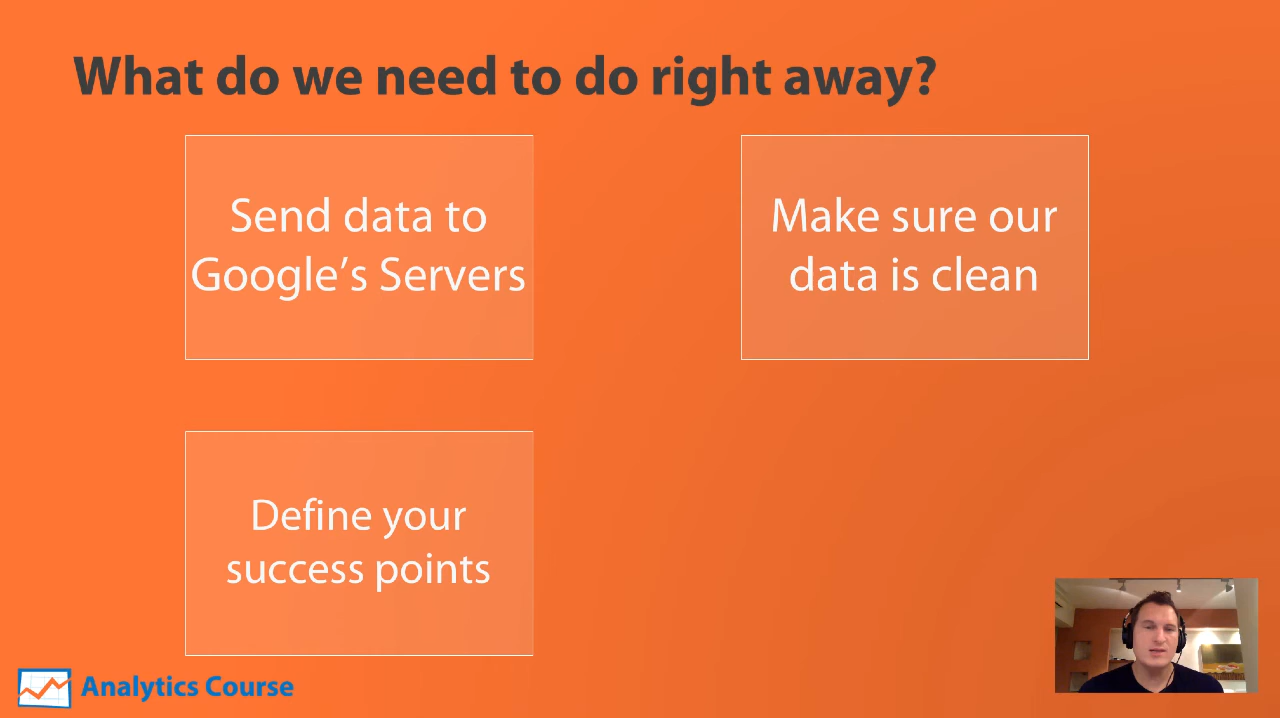 What do we need to do right away?
Send data to
Google’s Servers
Make sure our
data is clean
Define your
success points
Analytics Course